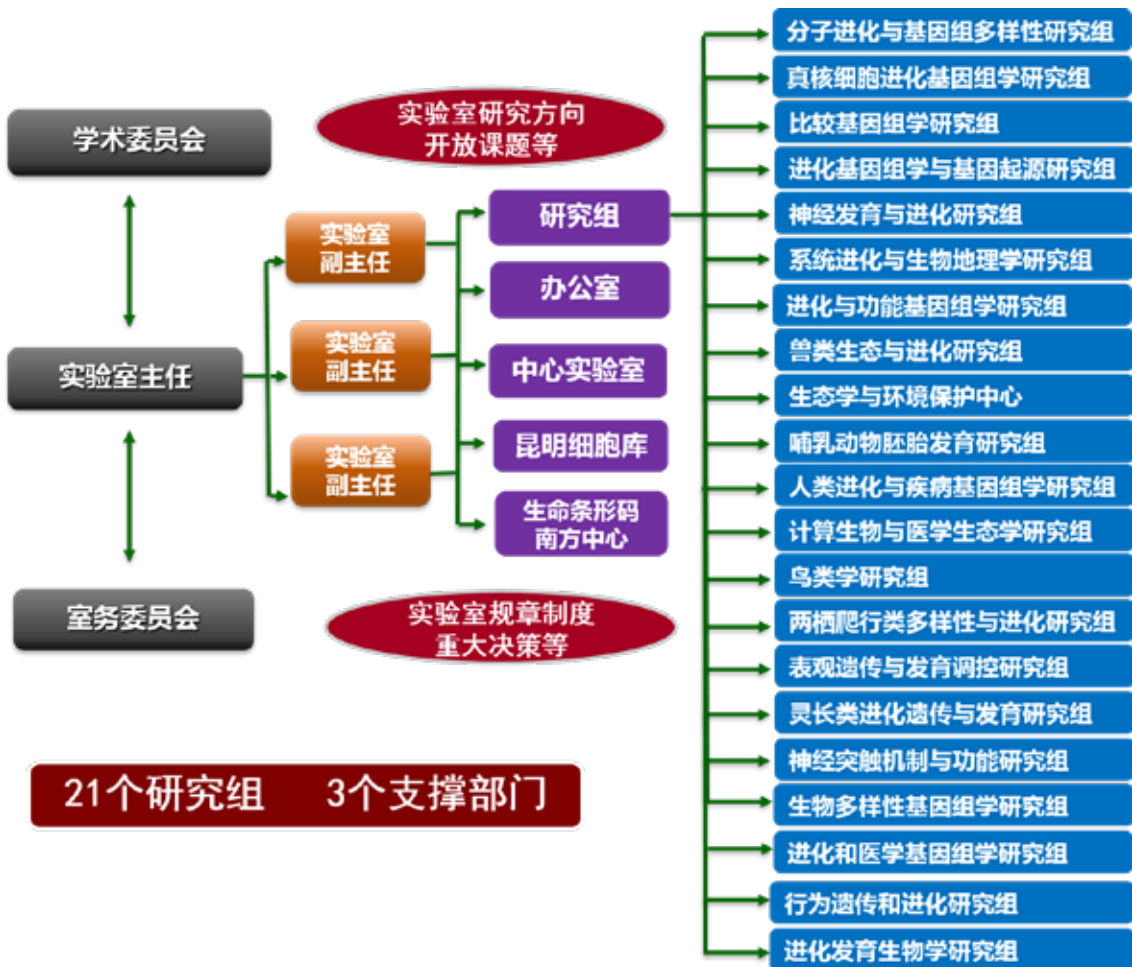 学术委员会
实验室主任
室务委员会
实验室研究方向
开放课题等
实验室
副主任
实验室
副主任
实验室
副主任
研究组
办公室
中心实验室
昆明细胞库
生命条形码
南方中心
实验室规章制度
重大决策等
21个研究组 3个支撑部门
分子进化与基因组多样性研究组
真核细胞进化基因组学研究组
比较基因组学研究组
进化基因组学与基因起源研究组
神经发育与进化研究组
系统进化与生物地理学研究组
进化与功能基因组学研究组
兽类生态与进化研究组
生态学与环境保护中心
哺乳动物胚胎发育研究组
人类进化与疾病基因组学研究组
计算生物与医学生态学研究组
鸟类学研究组
两栖爬行类多样性与进化研究组
表观遗传与发育调控研究组
灵长类进化遗传与发育研究组
神经突触机制与功能研究组
生物多样性基因组学研究组
进化和医学基因组学研究组
行为遗传和进化研究组
进化发育生物学研究组